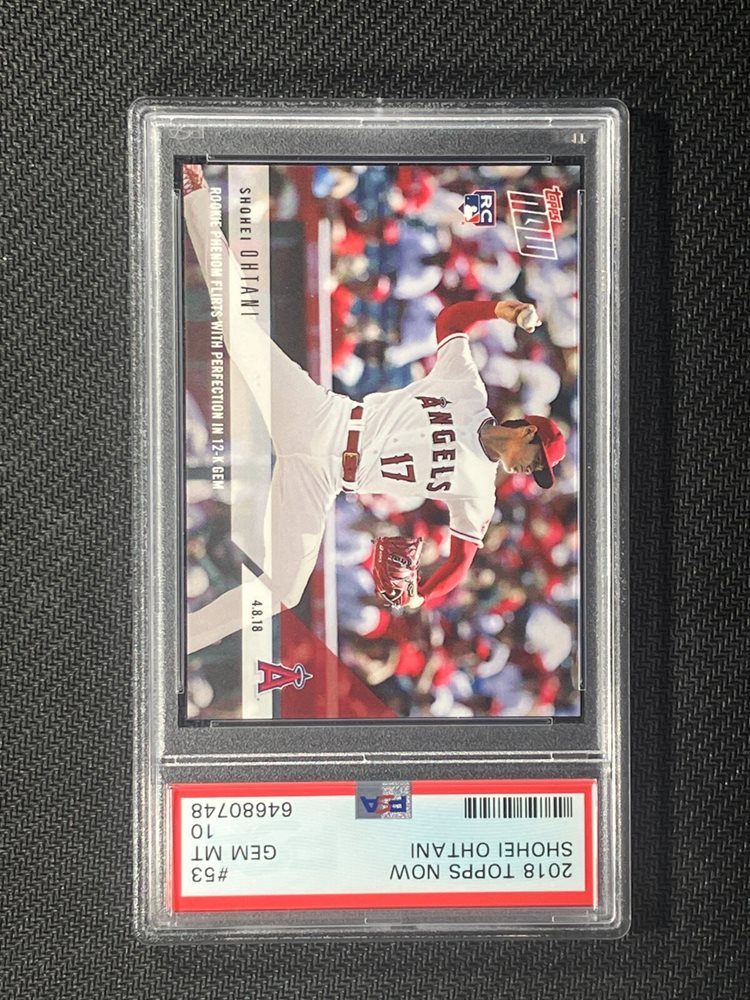 2018 TOPPS NOW
#53
SHOHEI OHTANI
GEM MT
10
PSA
64680748
TOPPS
NOW
RC
ANGELS
17
SHOHEI OHTANI
ROOKIE PHENOM FLIRTS WITH PERFECTION IN 12-K GEM
4.8.18
A